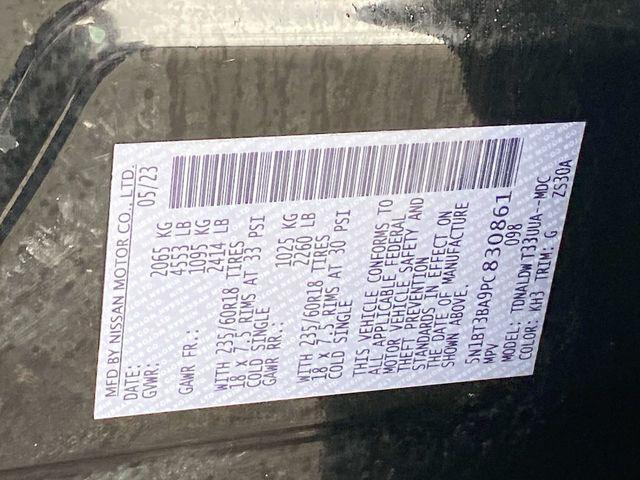 MFD BY NISSAN MOTOR CO., LTD.
DATE: 05/23
GVWR: 2065 KG
4553 LB
GAWR FR.: 1095 KG
2414 LB
WITH 235/60R18 TIRES
18 X 7.5 RIMS AT 33 PSI
COLD SINGLE
GAWR RR.: 1025 KG
2260 LB
WITH 235/60R18 TIRES
18 X 7.5 RIMS AT 30 PSI
COLD SINGLE
THIS VEHICLE CONFORMS TO
ALL APPLICABLE FEDERAL
MOTOR VEHICLE SAFETY AND
THEFT PREVENTION
STANDARDS IN EFFECT ON
THE DATE OF MANUFACTURE
SHOWN ABOVE.
5N1BT3BA9PC830861
MPV 098
MODEL: TDNALDW T33UUA--MDC
COLOR: KH3 TRIM: G ZS30A